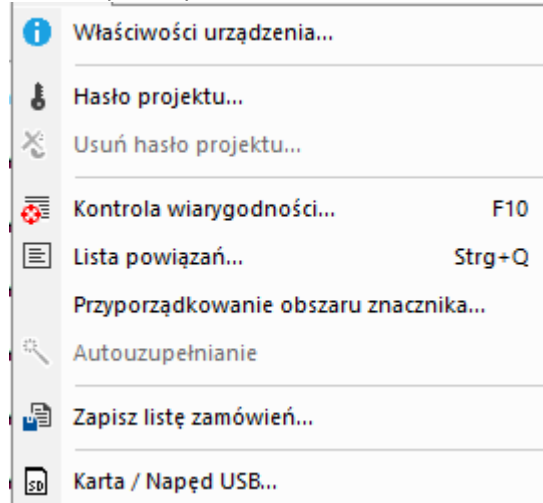 Właściwości urządzenia...
Hasło projektu...
Usuń hasło projektu...
Kontrola wiarygodności... F10
Lista powiązań... Strg+Q
Przyporządkowanie obszaru znacznika...
Autouzupełnianie
Zapisz listę zamówień...
SD Karta / Napęd USB...